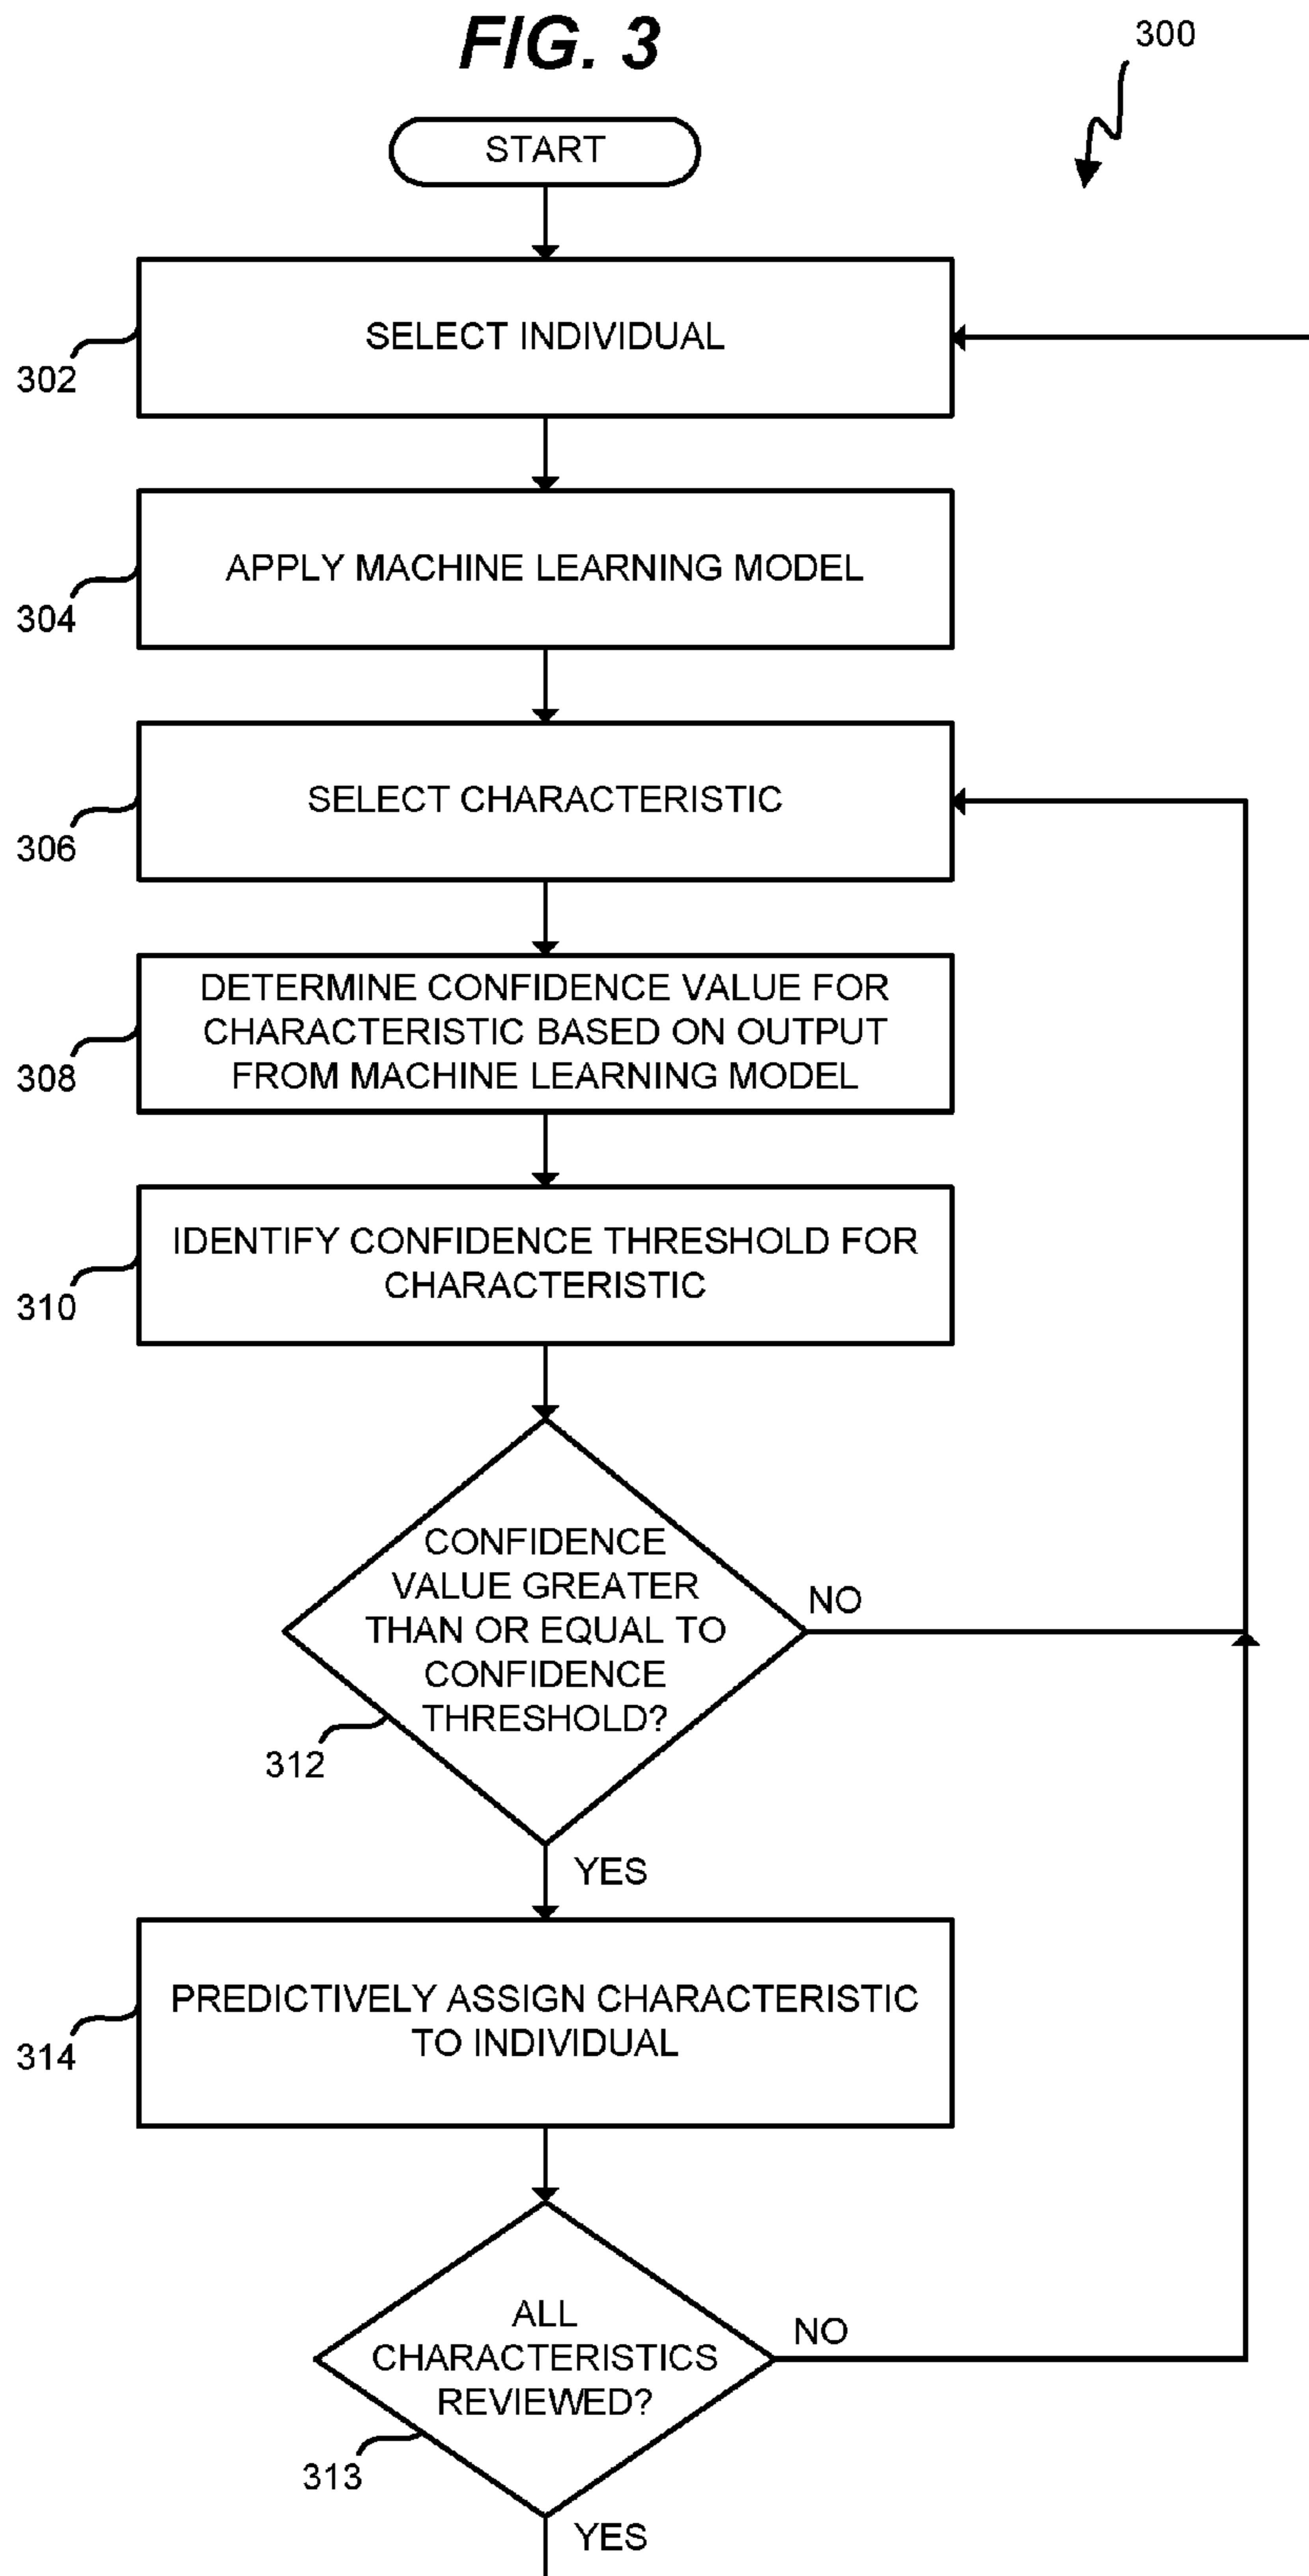 FIG. 3
300
START
SELECT INDIVIDUAL
302
APPLY MACHINE LEARNING MODEL
304
SELECT CHARACTERISTIC
306
DETERMINE CONFIDENCE VALUE FOR
CHARACTERISTIC BASED ON OUTPUT
FROM MACHINE LEARNING MODEL
308
IDENTIFY CONFIDENCE THRESHOLD FOR
CHARACTERISTIC
310
CONFIDENCE
VALUE GREATER
THAN OR EQUAL TO
CONFIDENCE
THRESHOLD?
NO
312
YES
PREDICTIVELY ASSIGN CHARACTERISTIC
TO INDIVIDUAL
314
ALL
CHARACTERISTICS
REVIEWED?
NO
313
YES